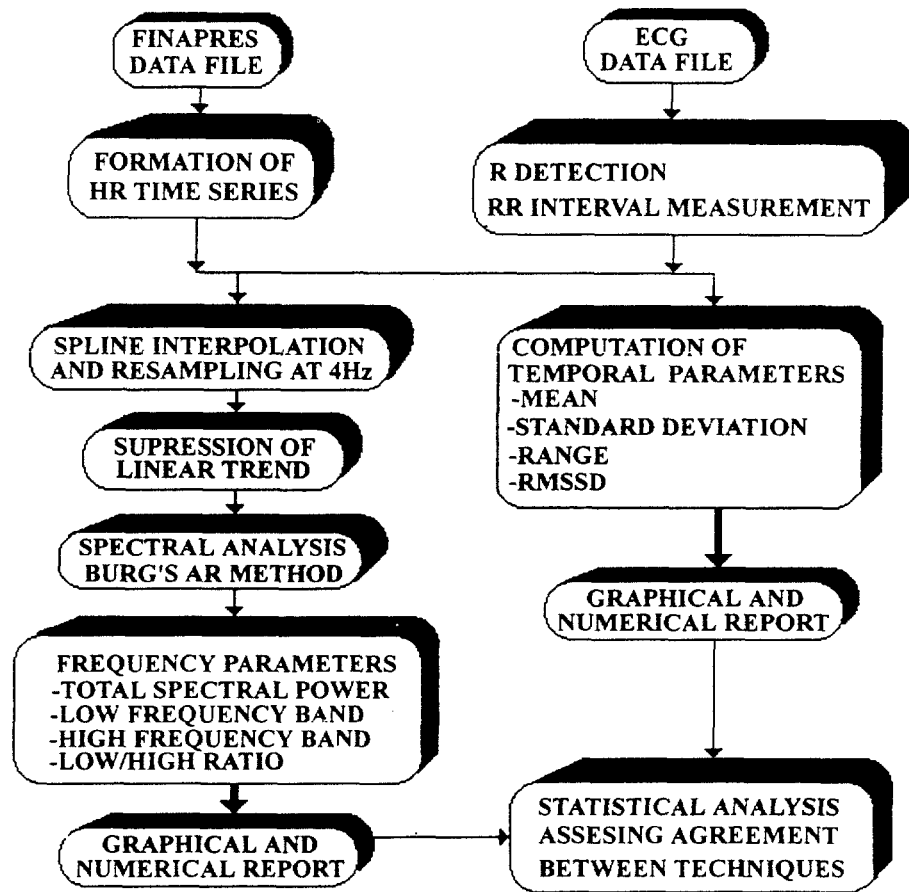 FINAPRES
DATA FILE
ECG
DATA FILE
FORMATION OF
HR TIME SERIES
R DETECTION
RR INTERVAL MEASUREMENT
SPLINE INTERPOLATION
AND RESAMPLING AT 4Hz
SUPRESSION OF
LINEAR TREND
SPECTRAL ANALYSIS
BURG'S AR METHOD
FREQUENCY PARAMETERS
-TOTAL SPECTRAL POWER
-LOW FREQUENCY BAND
-HIGH FREQUENCY BAND
-LOW/HIGH RATIO
GRAPHICAL AND
NUMERICAL REPORT
COMPUTATION OF
TEMPORAL PARAMETERS
-MEAN
-STANDARD DEVIATION
-RANGE
-RMSSD
GRAPHICAL AND
NUMERICAL REPORT
STATISTICAL ANALYSIS
ASSESING AGREEMENT
BETWEEN TECHNIQUES